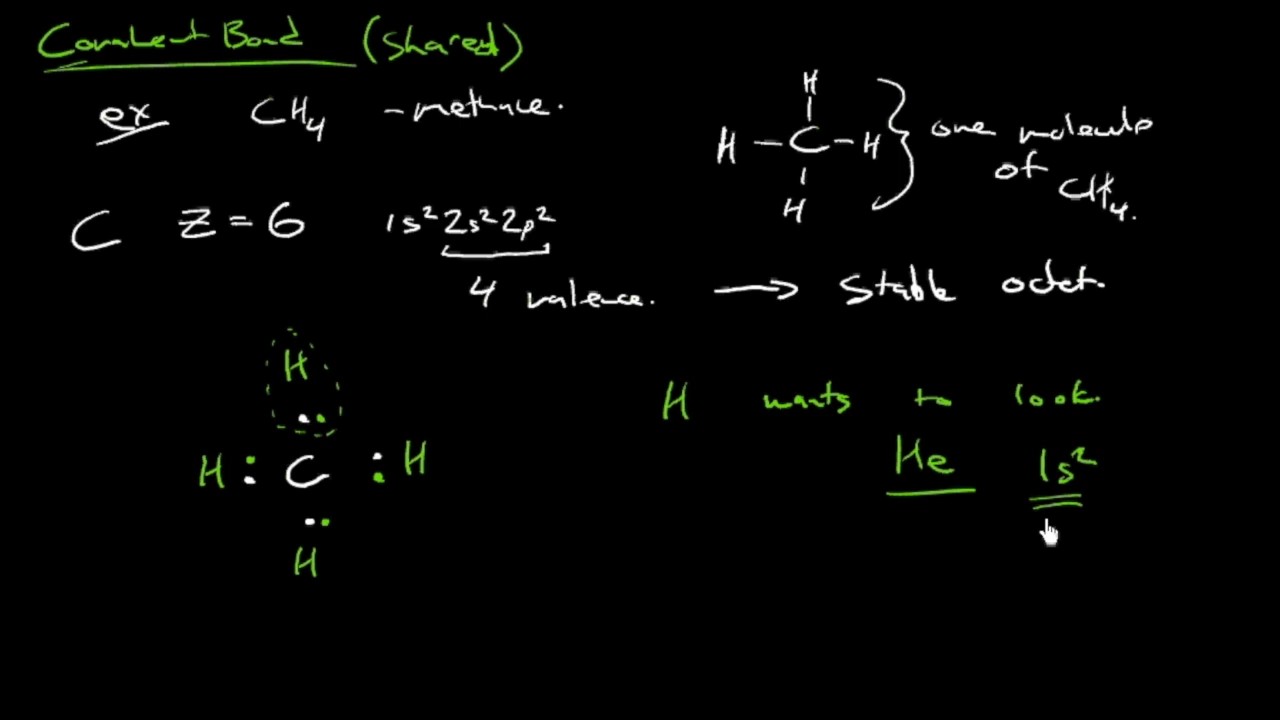 Covalent Bond (shared)
ex CH₄ - methane.
H
H - C - H } one molecule
of CH₄.
H
C Z = 6 1s² 2s² 2p²
4 valence. → stable octet.
H
H : C : H
H
H wants to look.
He 1s²